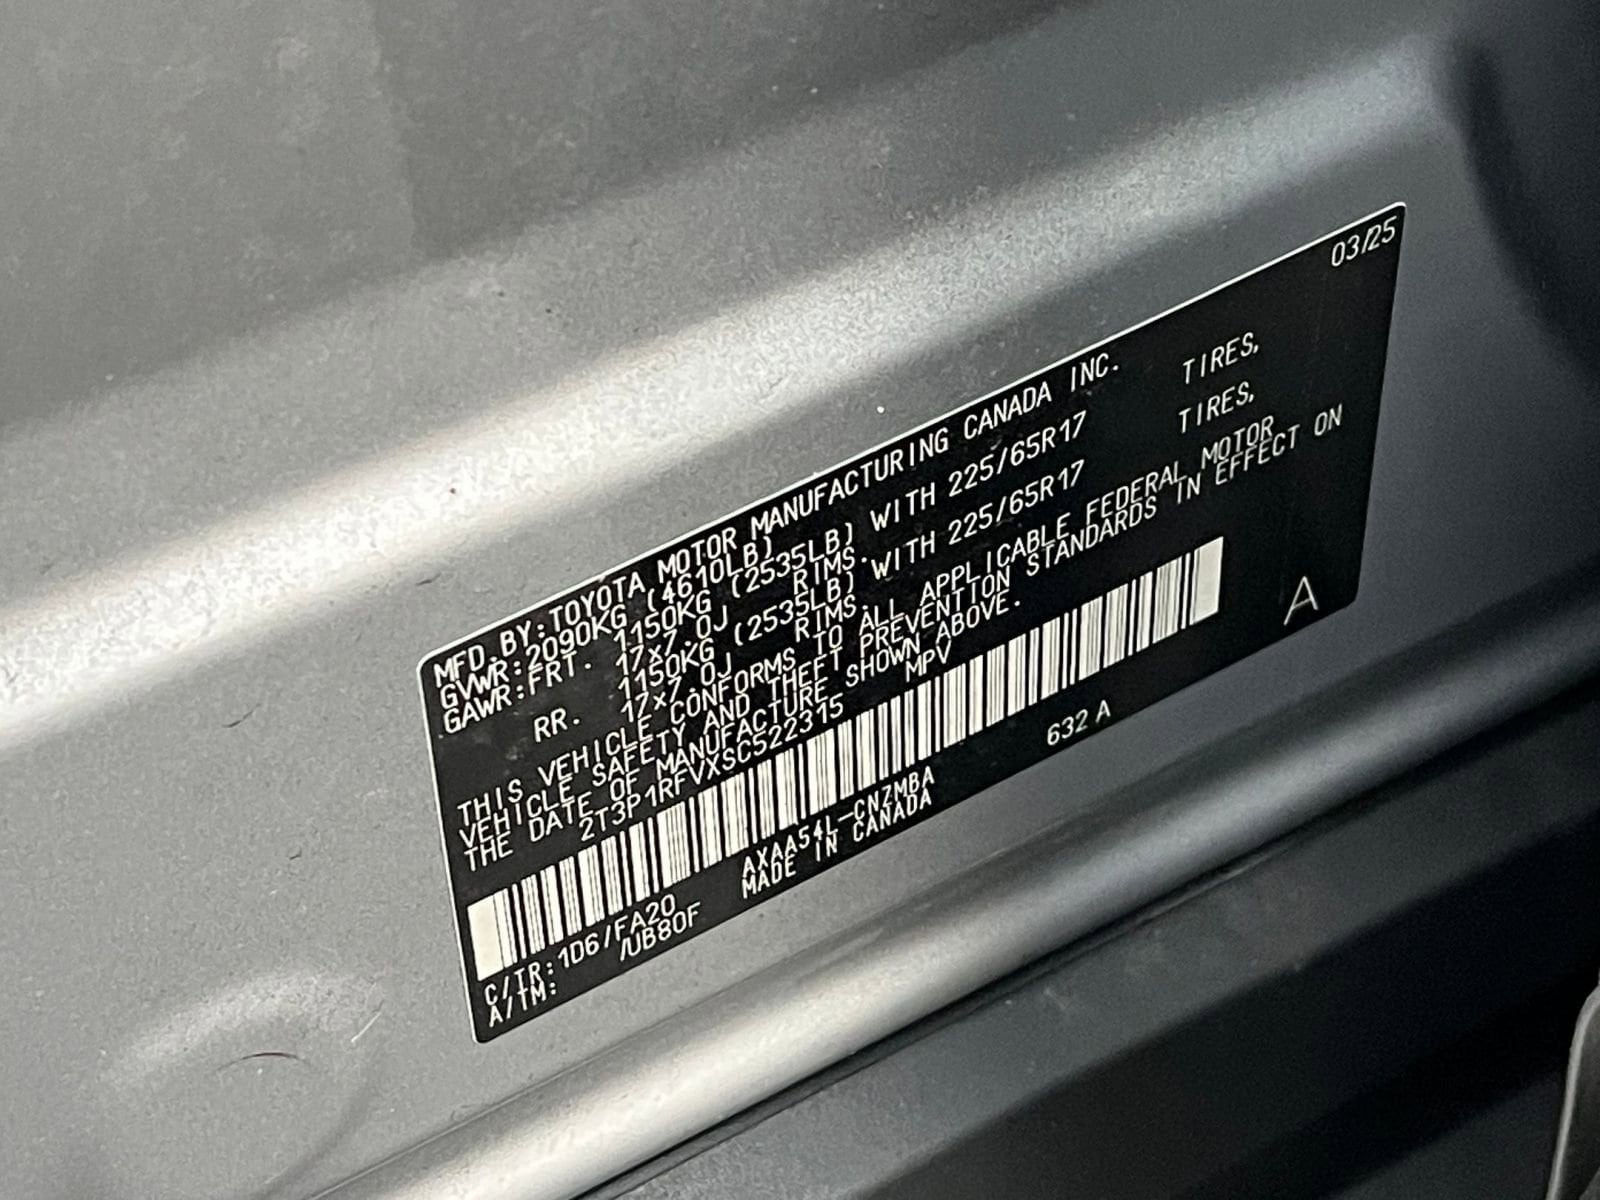 03/25
MFD. BY: TOYOTA MOTOR MANUFACTURING CANADA INC.
GVWR: 2090KG (4610LB)
GAWR: FRT. 1150KG (2535LB) WITH 225/65R17 TIRES,
17x7.0J RIMS.
RR. 1150KG (2535LB) WITH 225/65R17 TIRES,
17x7.0J RIMS.
THIS VEHICLE CONFORMS TO ALL APPLICABLE FEDERAL MOTOR
VEHICLE SAFETY AND THEFT PREVENTION STANDARDS IN EFFECT ON
THE DATE OF MANUFACTURE SHOWN ABOVE.
2T3P1RFVXSC522315 MPV
A
C/TR: 1D6/FA20 AXAA54L-CNZMBA 632 A
A/TM: /UB80F MADE IN CANADA